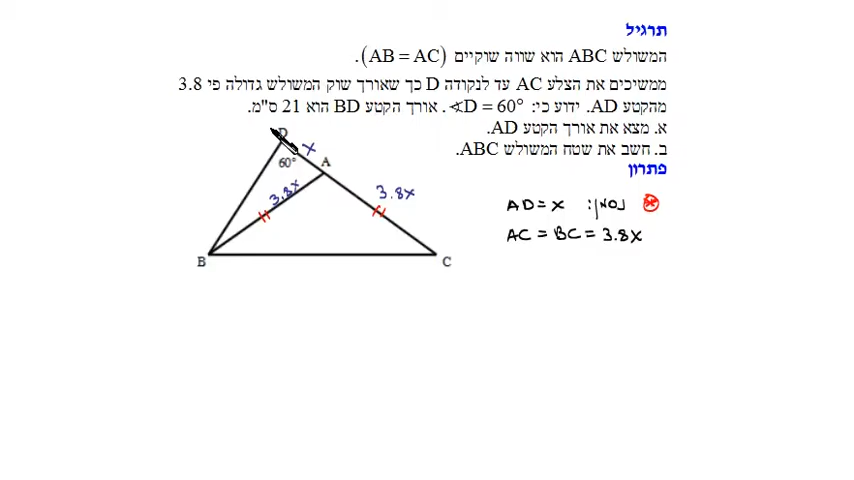 תרגיל
המשולש ABC הוא שווה שוקיים (AB = AC).
ממשיכים את הצלע AC עד לנקודה D כך שאורך שוק המשולש גדולה פי 3.8
מהקטע AD. ידוע כי: ∢D = 60°. אורך הקטע BD הוא 21 ס"מ.
א. מצא את אורך הקטע AD.
ב. חשב את שטח המשולש ABC.
פתרון
D
x
60°
A
3.8x
3.8x
B
C
נסמן: AD = x
AC = BC = 3.8x